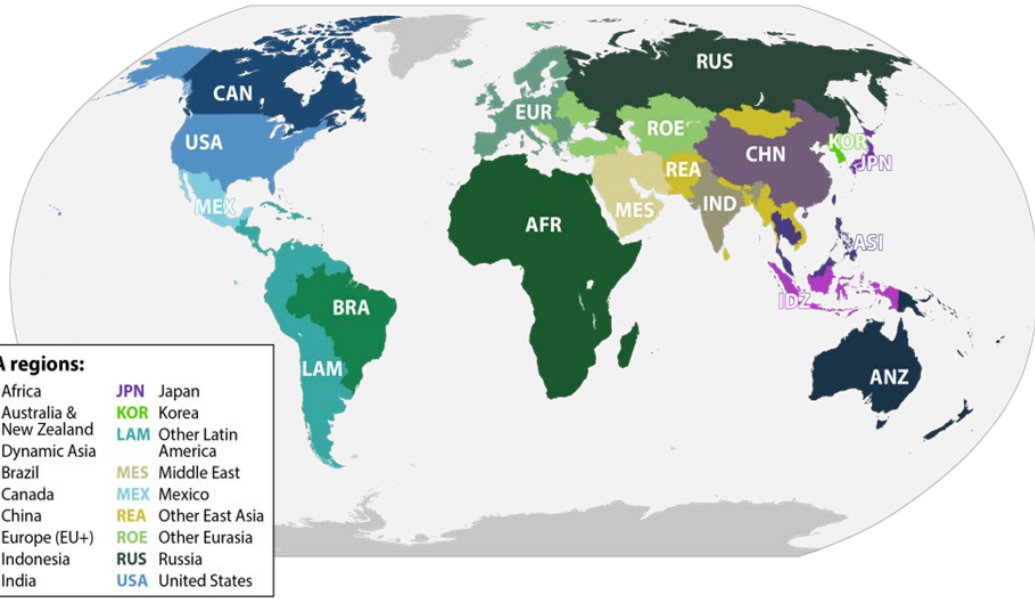 RUS
CAN
EUR
ROE
USA
KOR
CHN
JPN
REA
IND
MEX
MES
AFR
ASI
IDZ
BRA
LAM
ANZ
A regions:
Africa
Australia &
New Zealand
Dynamic Asia
Brazil
Canada
China
Europe (EU+)
Indonesia
India
JPN Japan
KOR Korea
LAM Other Latin
America
MES Middle East
MEX Mexico
REA Other East Asia
ROE Other Eurasia
RUS Russia
USA United States